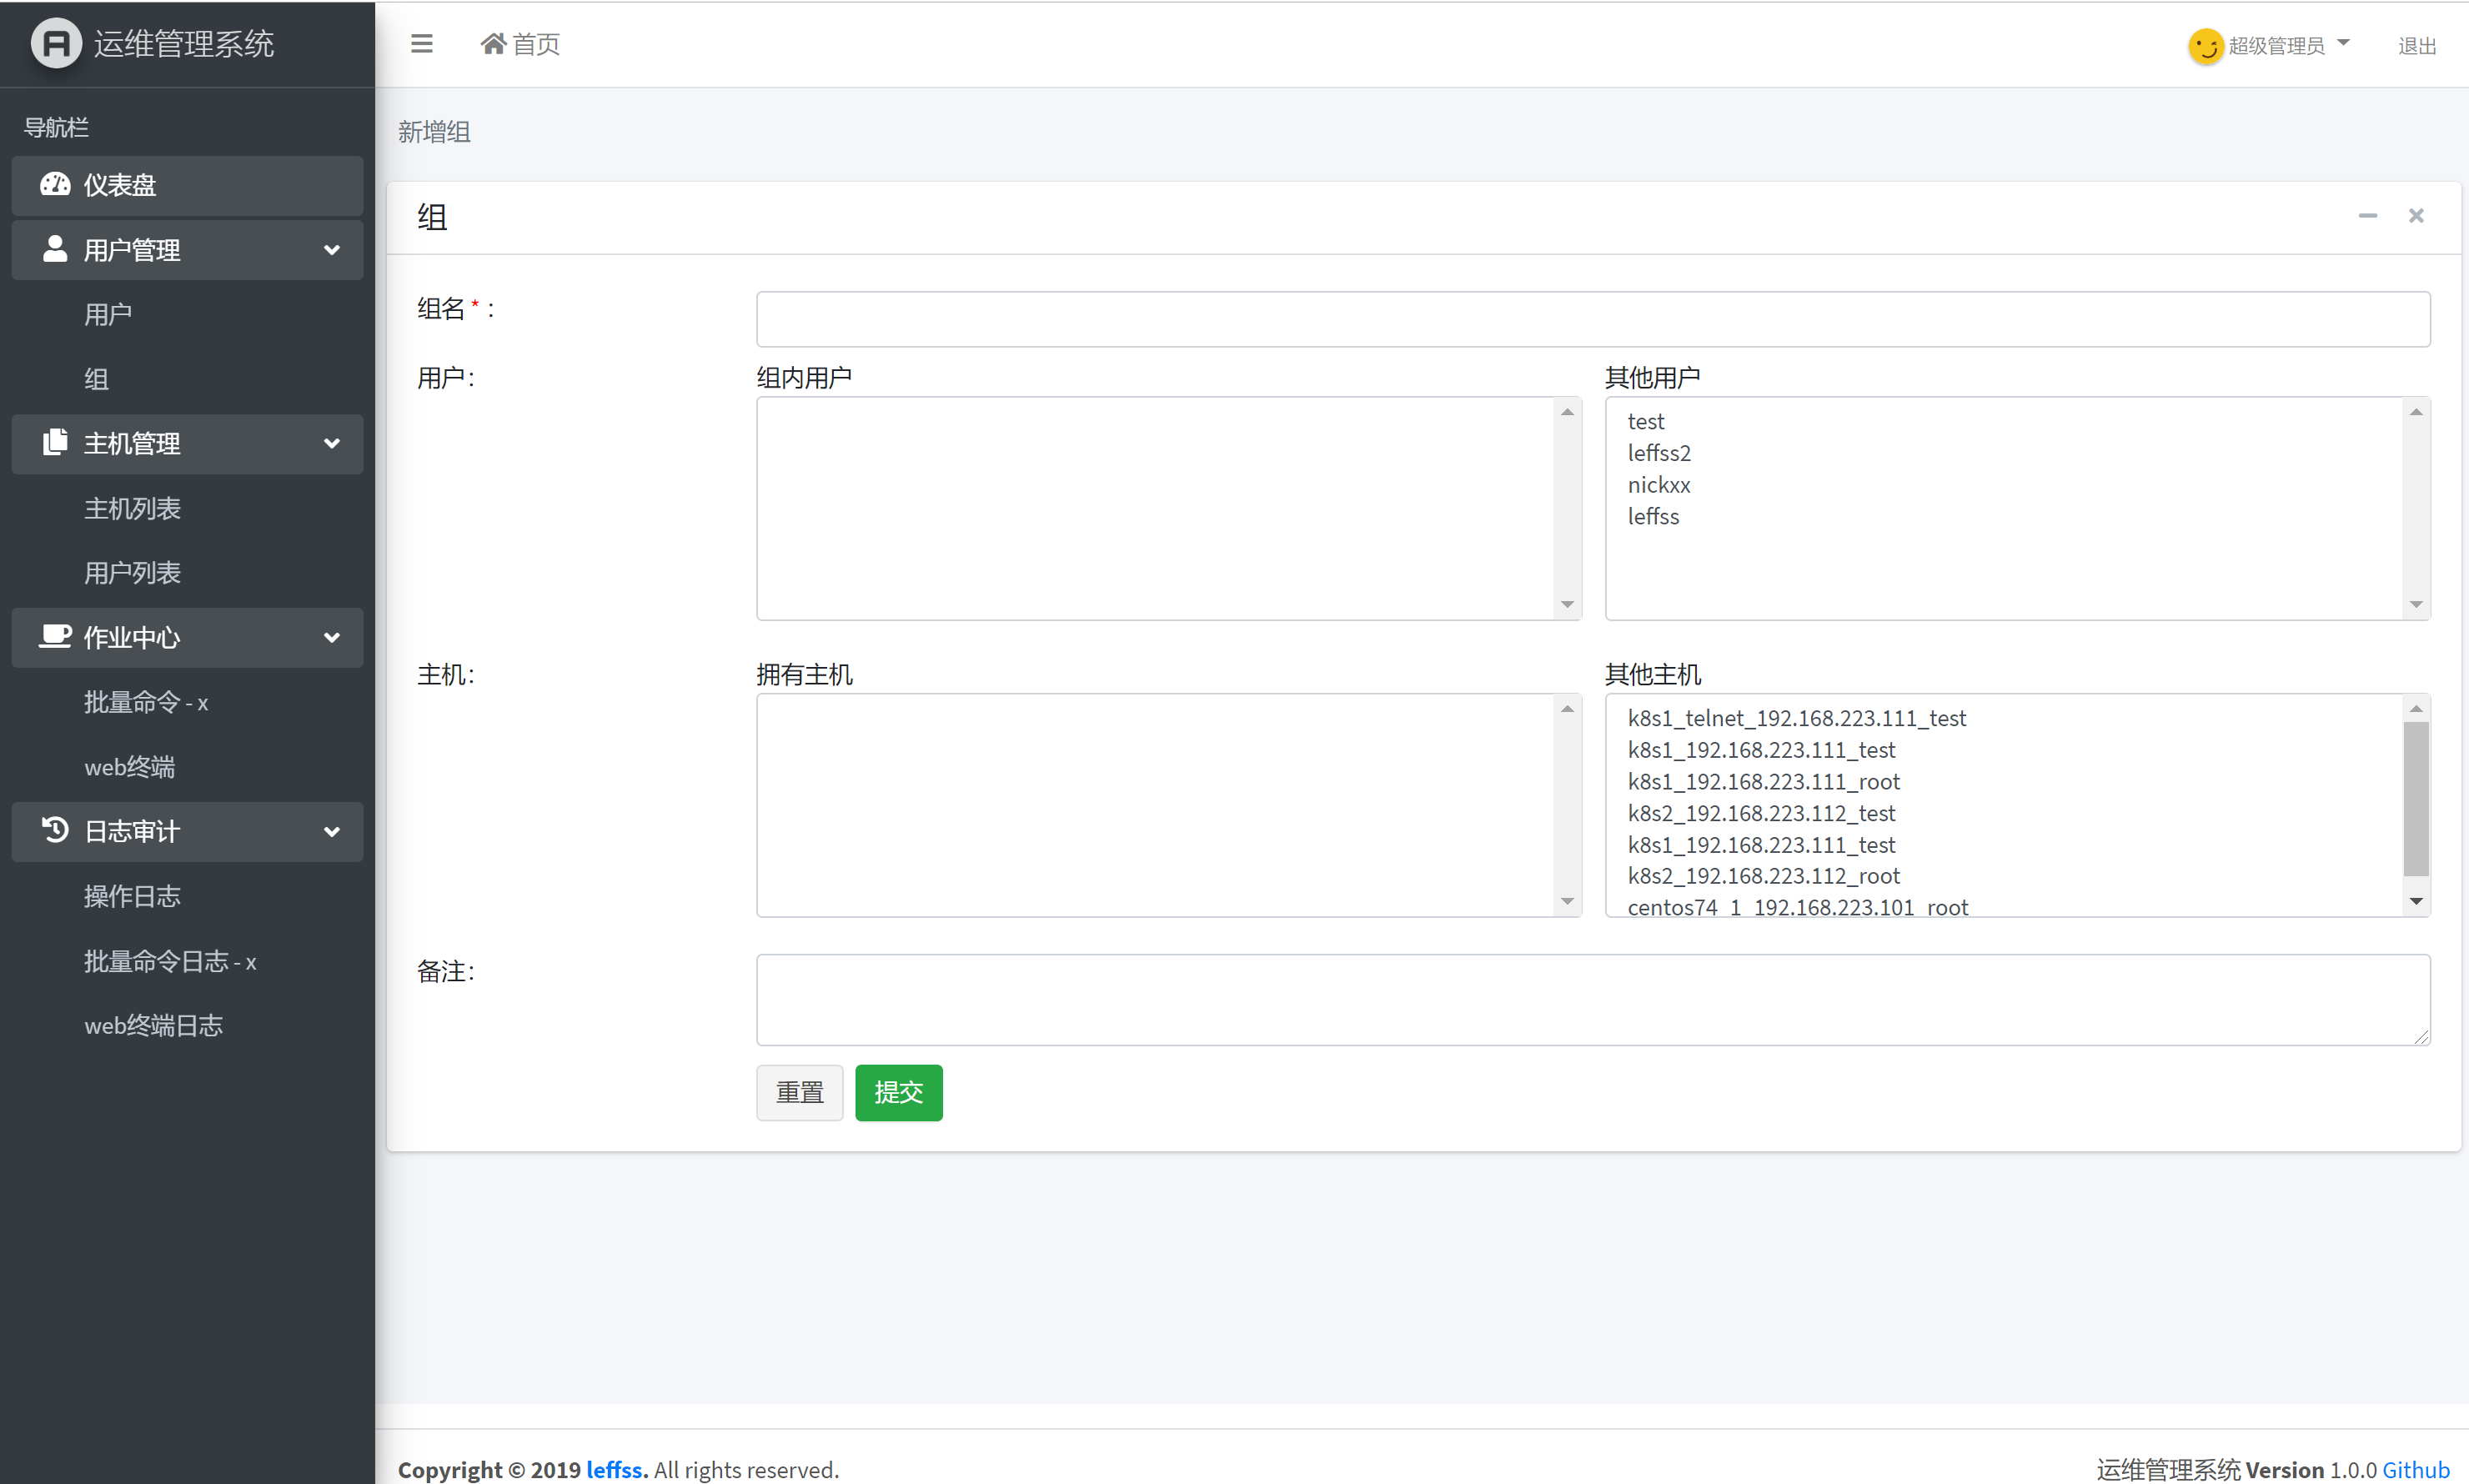 运维管理系统
首页
超级管理员
退出
导航栏
仪表盘
用户管理
用户
组
主机管理
主机列表
用户列表
作业中心
批量命令 - x
web终端
日志审计
操作日志
批量命令日志 - x
web终端日志
新增组
组
组名 * :
用户:
组内用户
其他用户
test
leffss2
nickxx
leffss
主机:
拥有主机
其他主机
k8s1_telnet_192.168.223.111_test
k8s1_192.168.223.111_test
k8s1_192.168.223.111_root
k8s2_192.168.223.112_test
k8s1_192.168.223.111_test
k8s2_192.168.223.112_root
centos74_1_192.168.223.101_root
备注:
重置 提交
Copyright © 2019 leffss. All rights reserved.
运维管理系统 Version 1.0.0 Github